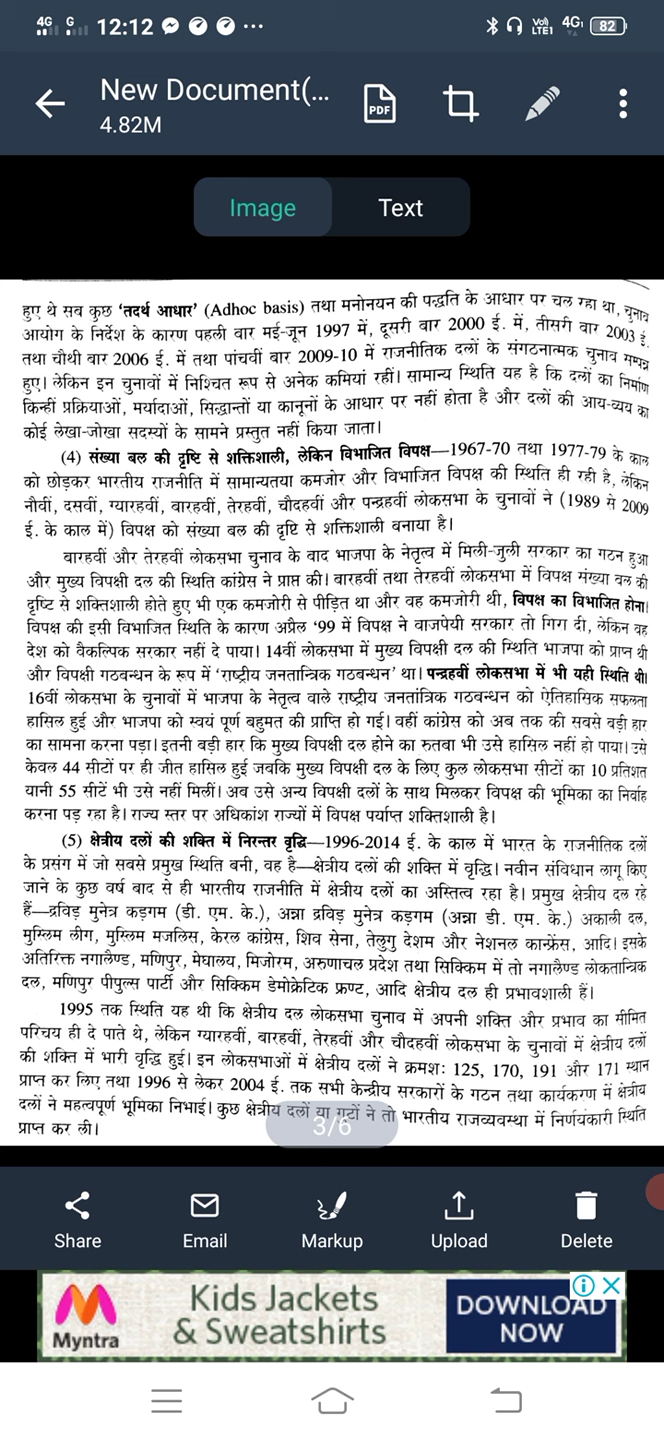 4G G 12:12 ... Vo) LTE1 4G 82
New Document(...
4.82M
PDF
Image Text
हुए थे सब कुछ 'तदर्थ आधार' (Adhoc basis) तथा मनोनयन की पद्धति के आधार पर चल रहा था, चुनाव
आयोग के निर्देश के कारण पहली वार मई-जून 1997 में, दूसरी बार 2000 ई. में, तीसरी वार 2003 ई.
तथा चौथी बार 2006 ई. में तथा पांचवीं बार 2009-10 में राजनीतिक दलों के संगठनात्मक चुनाव सम्पन्न
हुए। लेकिन इन चुनावों में निश्चित रूप से अनेक कमियां रहीं। सामान्य स्थिति यह है कि दलों का निर्माण
किन्हीं प्रक्रियाओं, मर्यादाओं, सिद्धान्तों या कानूनों के आधार पर नहीं होता है और दलों की आय-व्यय का
कोई लेखा-जोखा सदस्यों के सामने प्रस्तुत नहीं किया जाता।
(4) संख्या बल की दृष्टि से शक्तिशाली, लेकिन विभाजित विपक्ष—1967-70 तथा 1977-79 के काल
को छोड़कर भारतीय राजनीति में सामान्यतया कमजोर और विभाजित विपक्ष की स्थिति ही रही है, लेकिन
नौवीं, दसवीं, ग्यारहवीं, बारहवीं, तेरहवीं, चौदहवीं और पन्द्रहवीं लोकसभा के चुनावों ने (1989 से 2009
ई. के काल में) विपक्ष को संख्या बल की दृष्टि से शक्तिशाली बनाया है।
बारहवीं और तेरहवीं लोकसभा चुनाव के वाद भाजपा के नेतृत्व में मिली-जुली सरकार का गठन हुआ
और मुख्य विपक्षी दल की स्थिति कांग्रेस ने प्राप्त की। वारहवीं तथा तेरहवीं लोकसभा में विपक्ष संख्या वल की
दृष्टि से शक्तिशाली होते हुए भी एक कमजोरी से पीड़ित था और वह कमजोरी थी, विपक्ष का विभाजित होना।
विपक्ष की इसी विभाजित स्थिति के कारण अप्रैल '99 में विपक्ष ने वाजपेयी सरकार तो गिरा दी, लेकिन वह
देश को वैकल्पिक सरकार नहीं दे पाया। 14वीं लोकसभा में मुख्य विपक्षी दल की स्थिति भाजपा को प्राप्त थी
और विपक्षी गठबन्धन के रूप में 'राष्ट्रीय जनतान्त्रिक गठबन्धन' था। पन्द्रहवीं लोकसभा में भी यही स्थिति थी।
16वीं लोकसभा के चुनावों में भाजपा के नेतृत्व वाले राष्ट्रीय जनतांत्रिक गठबन्धन को ऐतिहासिक सफलता
हासिल हुई और भाजपा को स्वयं पूर्ण बहुमत की प्राप्ति हो गई। वहीं कांग्रेस को अब तक की सबसे वड़ी हार
का सामना करना पड़ा। इतनी बड़ी हार कि मुख्य विपक्षी दल होने का रुतबा भी उसे हासिल नहीं हो पाया। उसे
केवल 44 सीटों पर ही जीत हासिल हुई जबकि मुख्य विपक्षी दल के लिए कुल लोकसभा सीटों का 10 प्रतिशत
यानी 55 सीटें भी उसे नहीं मिलीं। अब उसे अन्य विपक्षी दलों के साथ मिलकर विपक्ष की भूमिका का निर्वाह
करना पड़ रहा है। राज्य स्तर पर अधिकांश राज्यों में विपक्ष पर्याप्त शक्तिशाली है।
(5) क्षेत्रीय दलों की शक्ति में निरन्तर वृद्धि—1996-2014 ई. के काल में भारत के राजनीतिक दलों
के प्रसंग में जो सबसे प्रमुख स्थिति बनी, वह है—क्षेत्रीय दलों की शक्ति में वृद्धि। नवीन संविधान लागू किए
जाने के कुछ वर्ष बाद से ही भारतीय राजनीति में क्षेत्रीय दलों का अस्तित्व रहा है। प्रमुख क्षेत्रीय दल रहे
हैं—द्रविड़ मुनेत्र कड़गम (डी. एम. के.), अन्ना द्रविड़ मुनेत्र कड़गम (अन्ना डी. एम. के.) अकाली दल,
मुस्लिम लीग, मुस्लिम मजलिस, केरल कांग्रेस, शिव सेना, तेलुगु देशम और नेशनल कान्फ्रेंस, आदि। इसके
अतिरिक्त नगालैण्ड, मणिपुर, मेघालय, मिजोरम, अरुणाचल प्रदेश तथा सिक्किम में तो नगालैण्ड लोकतान्त्रिक
दल, मणिपुर पीपुल्स पार्टी और सिक्किम डेमोक्रेटिक फ्रण्ट, आदि क्षेत्रीय दल ही प्रभावशाली हैं।
1995 तक स्थिति यह थी कि क्षेत्रीय दल लोकसभा चुनाव में अपनी शक्ति और प्रभाव का सीमित
परिचय ही दे पाते थे, लेकिन ग्यारहवीं, बारहवीं, तेरहवीं और चौदहवीं लोकसभा के चुनावों में क्षेत्रीय दलों
की शक्ति में भारी वृद्धि हुई। इन लोकसभाओं में क्षेत्रीय दलों ने क्रमशः 125, 170, 191 और 171 स्थान
प्राप्त कर लिए तथा 1996 से लेकर 2004 ई. तक सभी केन्द्रीय सरकारों के गठन तथा कार्यकरण में क्षेत्रीय
दलों ने महत्वपूर्ण भूमिका निभाई। कुछ क्षेत्रीय दलों या गुटों ने तो भारतीय राजव्यवस्था में निर्णयकारी स्थिति
प्राप्त कर ली।
3/6
Share Email Markup Upload Delete
Myntra
Kids Jackets
& Sweatshirts
DOWNLOAD
NOW